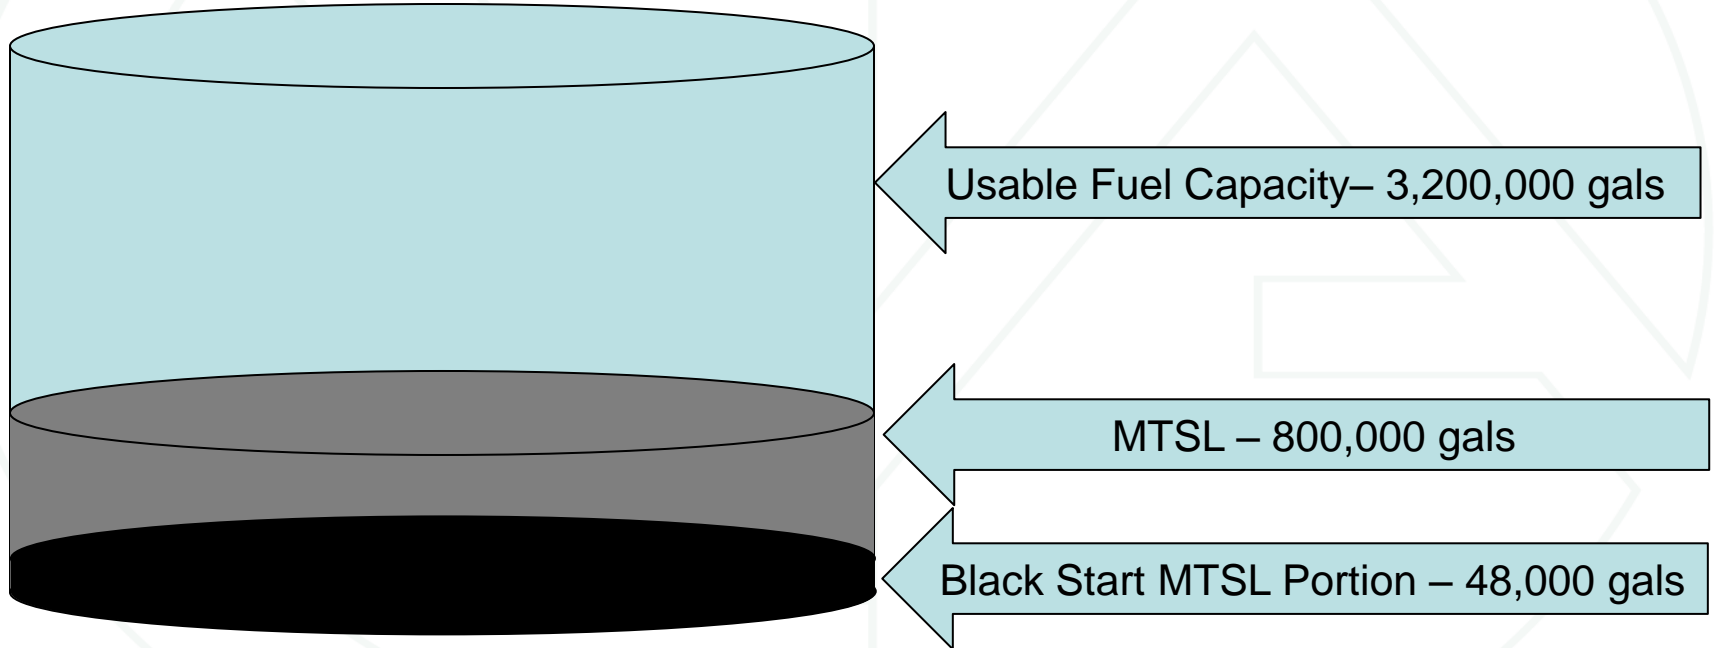 Usable Fuel Capacity– 3,200,000 gals
MTSL – 800,000 gals
Black Start MTSL Portion – 48,000 gals